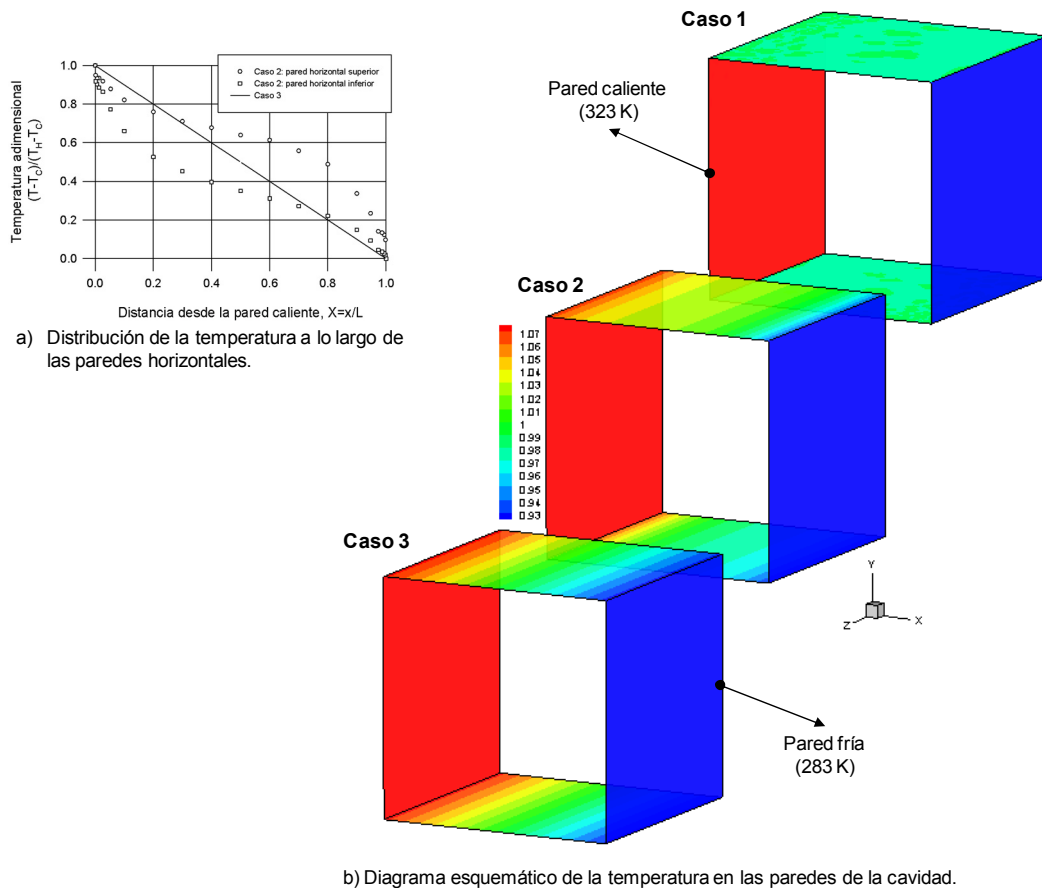 Caso 1
Pared caliente
(323 K)
Temperatura adimensional
(T-TC)/(TH-TC)
1.0
0.8
0.6
0.4
0.2
0.0
Caso 2: pared horizontal superior
Caso 2: pared horizontal inferior
Caso 3
0.0
0.2
0.4
0.6
0.8
1.0
Distancia desde la pared caliente, X=x/L
a) Distribución de la temperatura a lo largo de
las paredes horizontales.
Caso 2
1.07
1.06
1.05
1.04
1.03
1.02
1.01
1
0.99
0.98
0.97
0.96
0.95
0.94
0.93
Caso 3
Y
X
Z
Pared fría
(283 K)
b) Diagrama esquemático de la temperatura en las paredes de la cavidad.